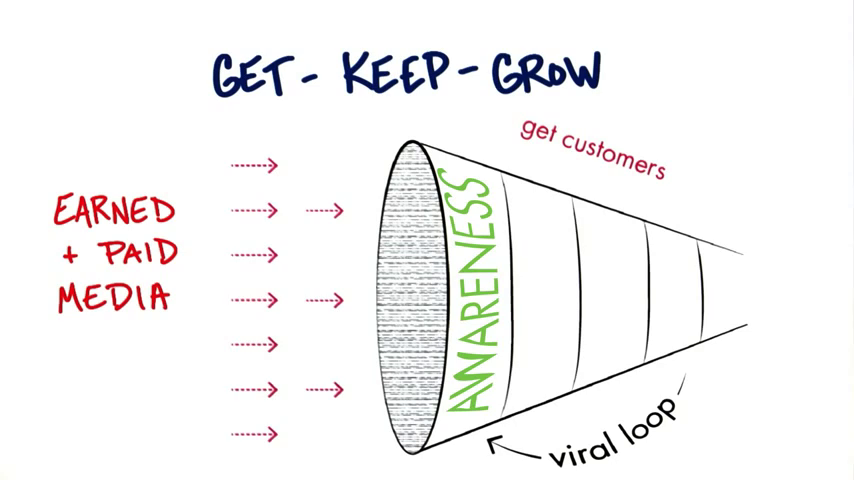 GET - KEEP - GROW
get customers
EARNED
+ PAID
MEDIA
AWARENESS
viral loop